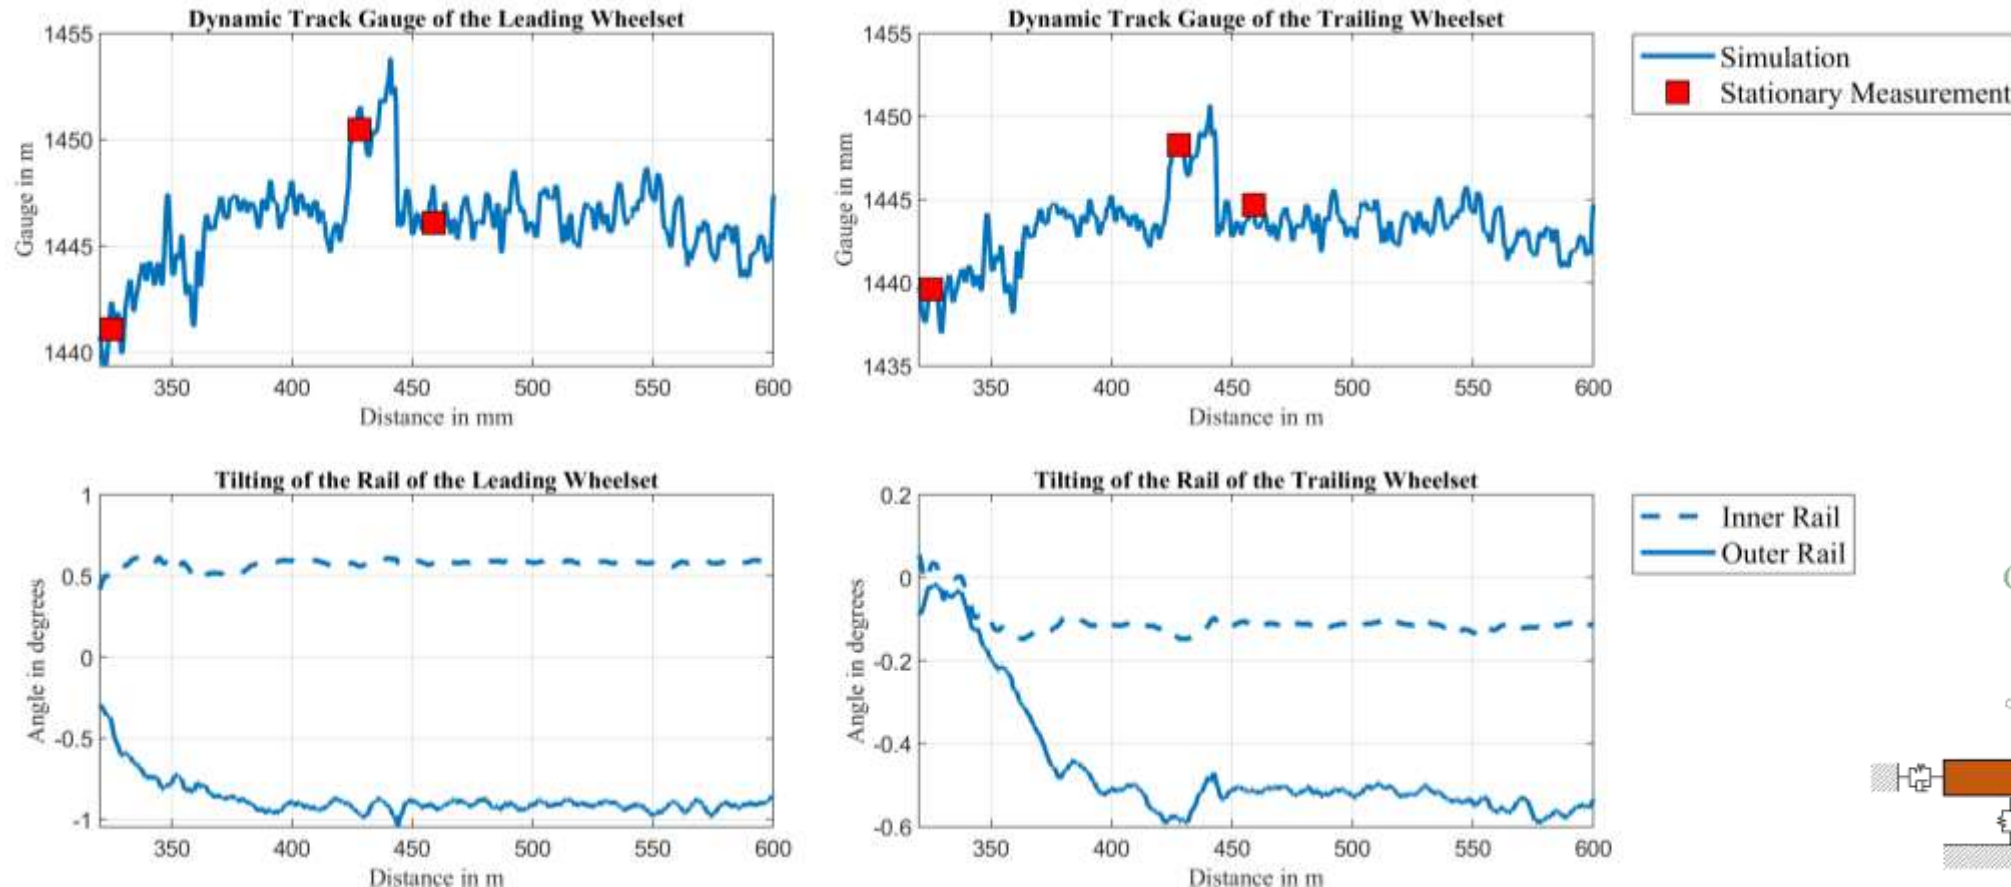 Dynamic Track Gauge of the Leading Wheelset
1455
1450
1445
1440
Gauge in m
350 400 450 500 550 600
Distance in mm
Dynamic Track Gauge of the Trailing Wheelset
1455
1450
1445
1440
1435
Gauge in mm
350 400 450 500 550 600
Distance in m
Simulation
Stationary Measurement
Tilting of the Rail of the Leading Wheelset
1
0.5
0
-0.5
-1
Angle in degrees
350 400 450 500 550 600
Distance in m
Tilting of the Rail of the Trailing Wheelset
0.2
0
-0.2
-0.4
-0.6
Angle in degrees
350 400 450 500 550 600
Distance in m
Inner Rail
Outer Rail